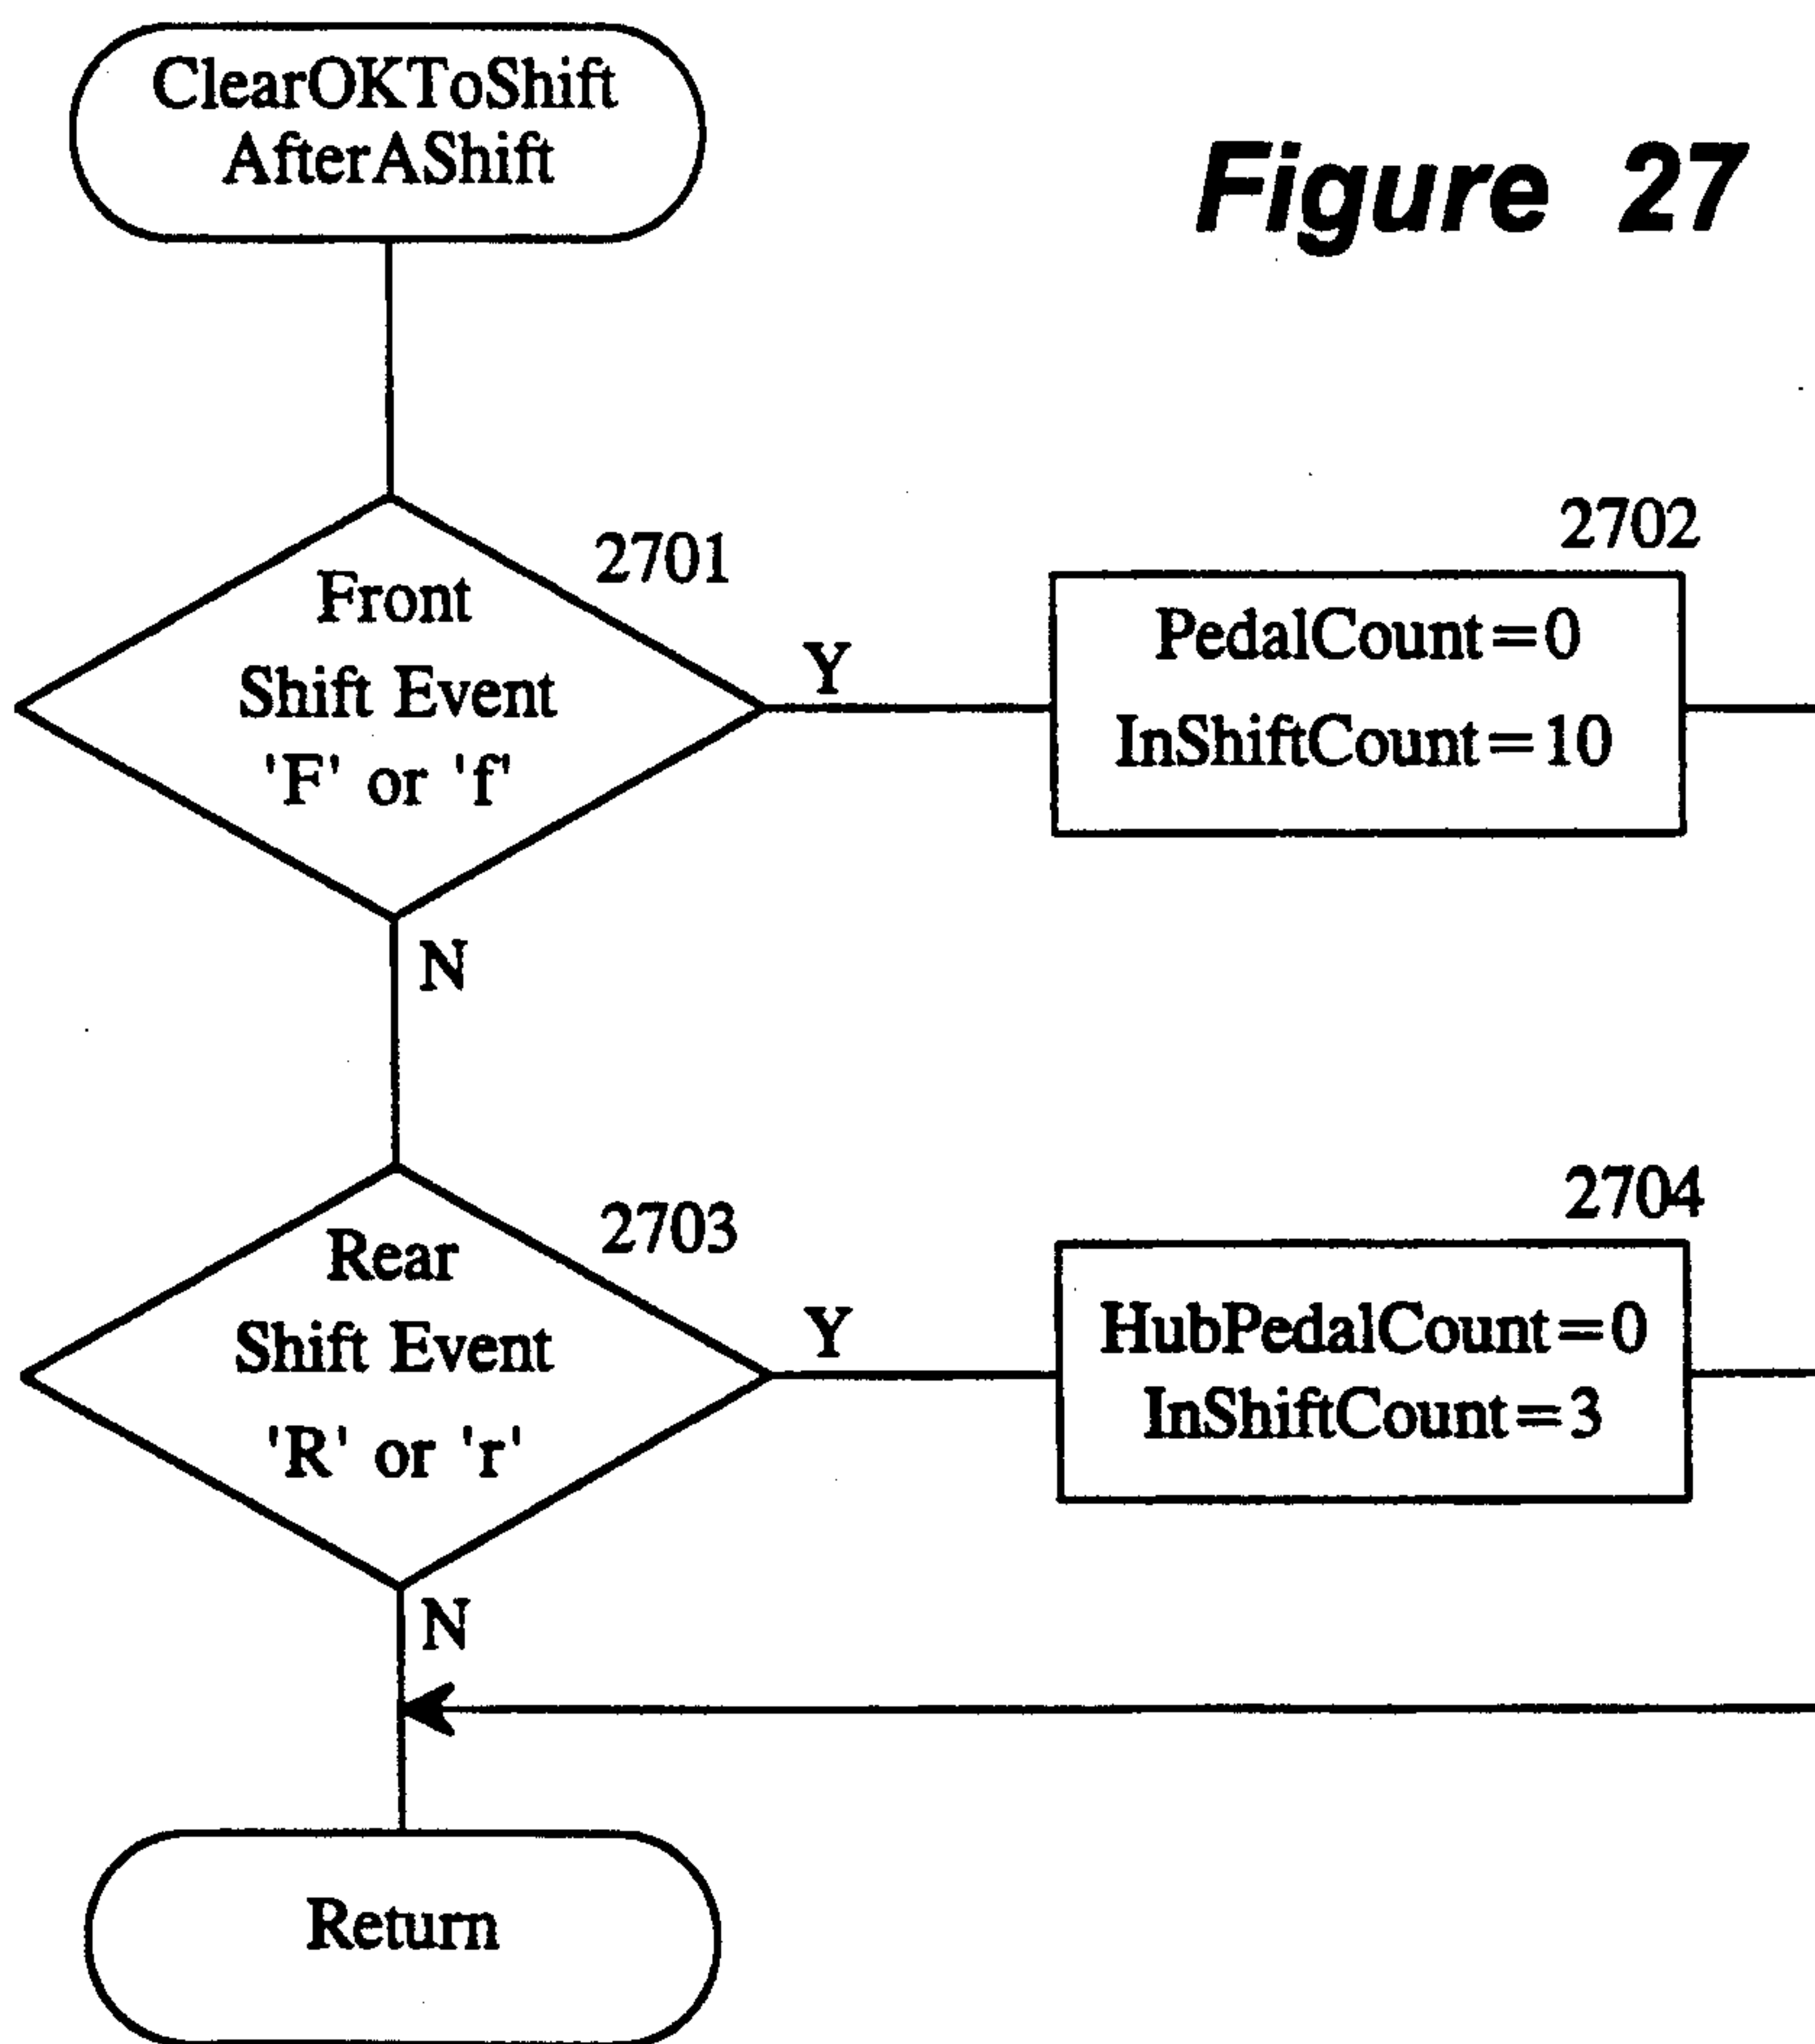 ClearOKToShift
AfterAShift
Figure 27
2701
Front
Shift Event
'F' or 'f'
Y
2702
PedalCount=0
InShiftCount=10
N
2703
Rear
Shift Event
'R' or 'r'
Y
2704
HubPedalCount=0
InShiftCount=3
N
Return